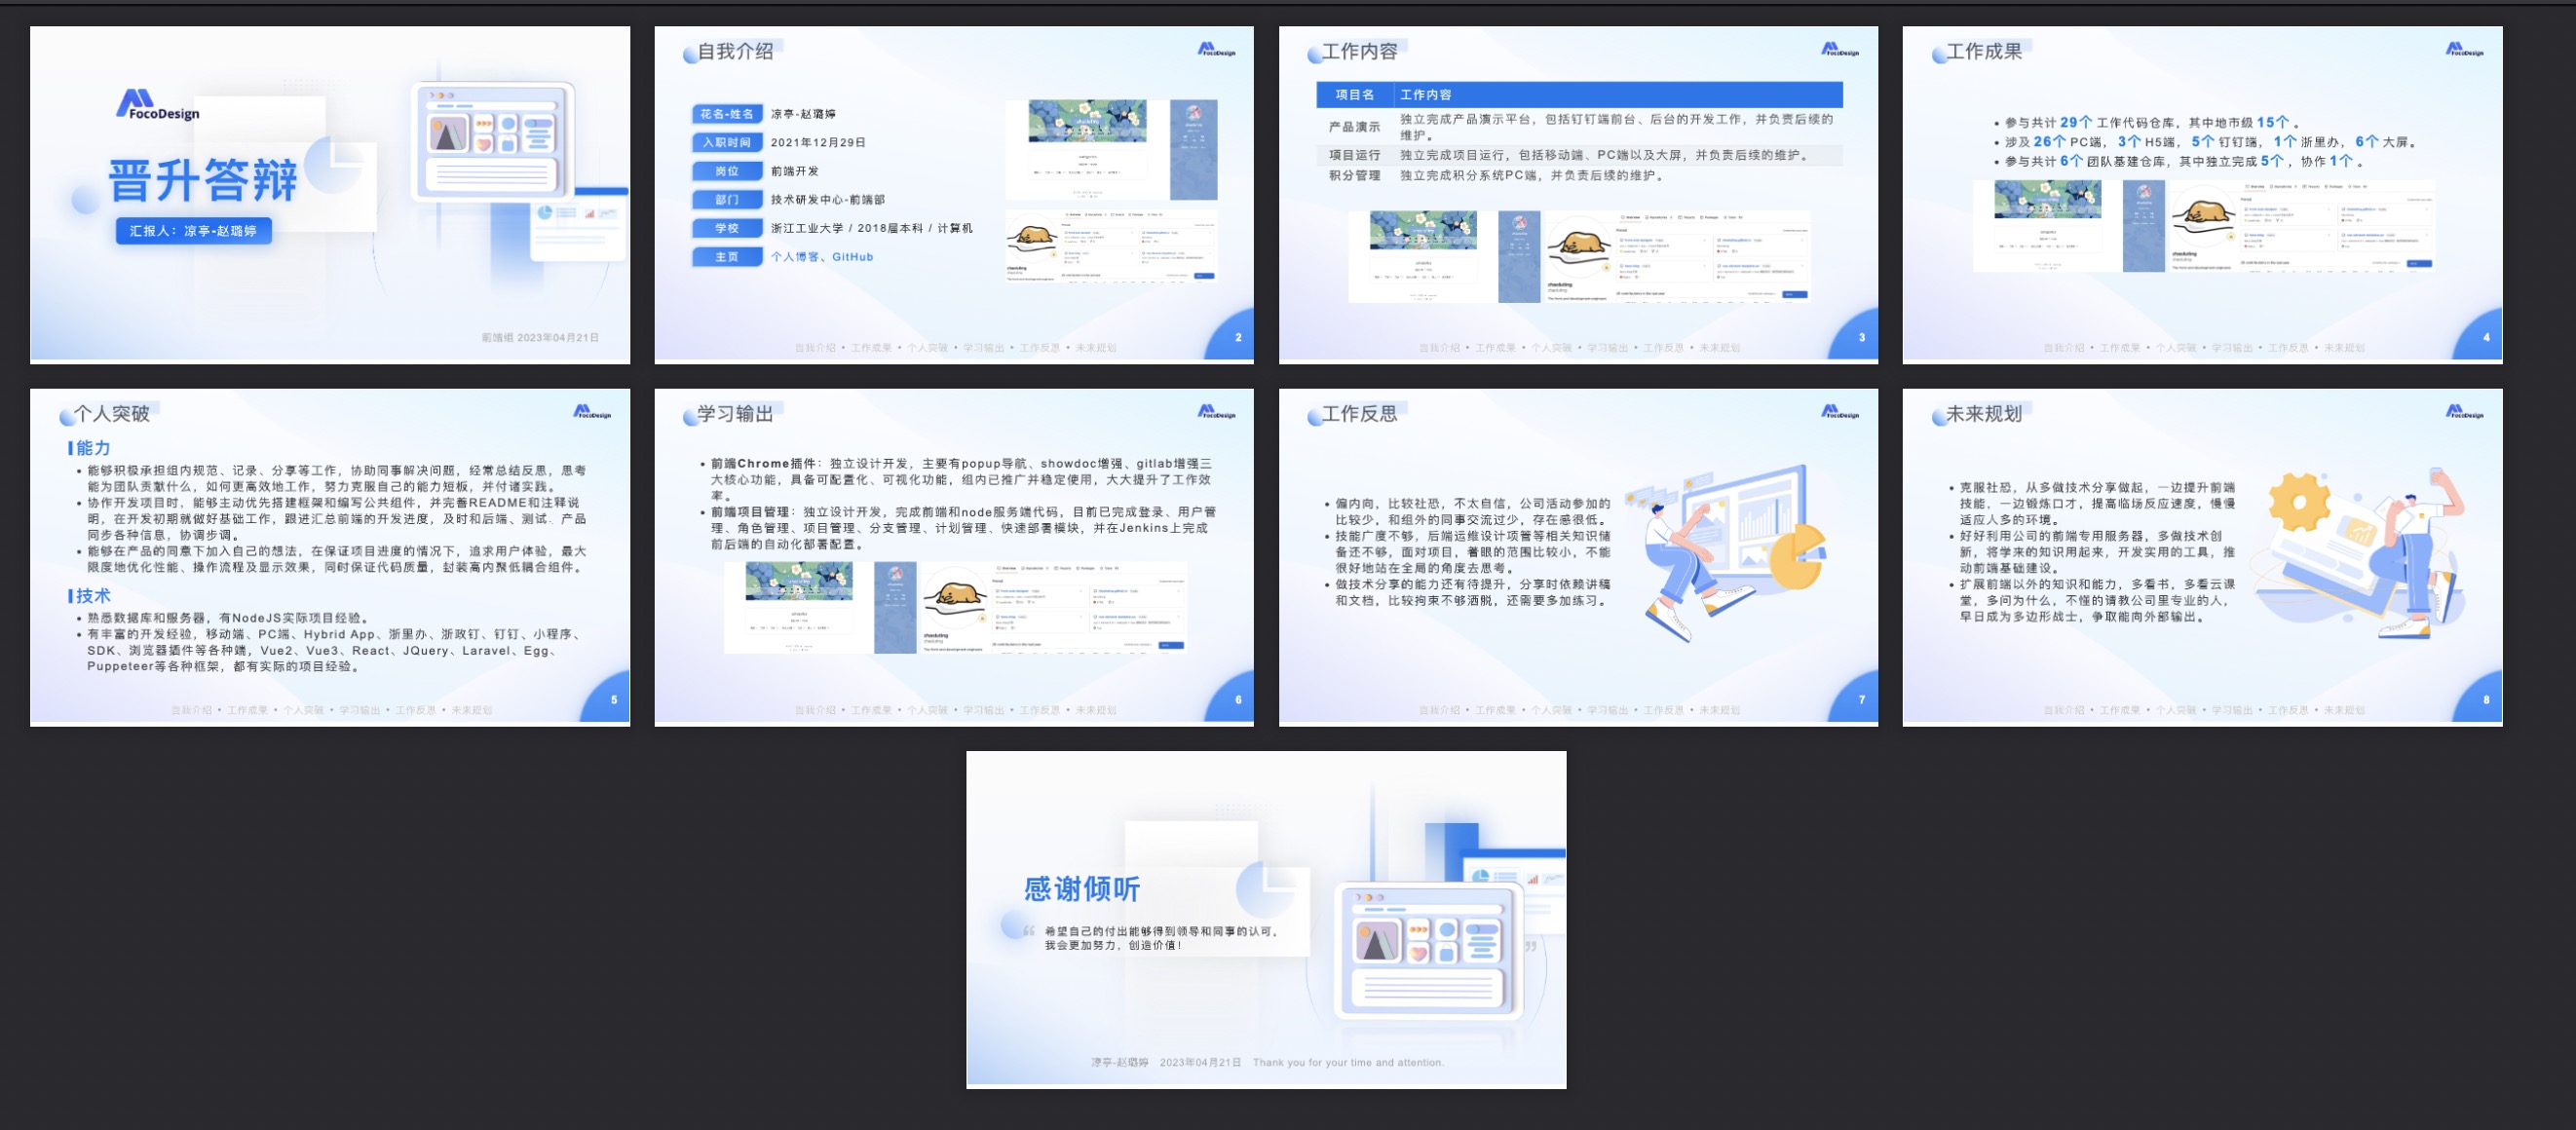 FocoDesign
晋升答辩
汇报人：凉亭-赵璐婷
前端组 2023年04月21日
自我介绍
FocoDesign
花名-姓名 凉亭-赵璐婷
入职时间 2021年12月29日
岗位 前端开发
部门 技术研发中心-前端部
学校 浙江工业大学 / 2018届本科 / 计算机
主页 个人博客、GitHub
自我介绍 • 工作成果 • 个人突破 • 学习输出 • 工作反思 • 未来规划
2
工作内容
FocoDesign
项目名 工作内容
产品演示 独立完成产品演示平台，包括钉钉端前台、后台的开发工作，并负责后续的
维护。
项目运行 独立完成项目运行，包括移动端、PC端以及大屏，并负责后续的维护。
积分管理 独立完成积分系统PC端，并负责后续的维护。
自我介绍 • 工作成果 • 个人突破 • 学习输出 • 工作反思 • 未来规划
3
工作成果
FocoDesign
• 参与共计 29个 工作代码仓库，其中地市级 15个 。
• 涉及 26个 PC端， 3个 H5端， 5个 钉钉端， 1个 浙里办， 6个 大屏。
• 参与共计 6个 团队基建仓库，其中独立完成 5个 ，协作 1个 。
自我介绍 • 工作成果 • 个人突破 • 学习输出 • 工作反思 • 未来规划
4
个人突破
FocoDesign
能力
• 能够积极承担组内规范、记录、分享等工作，协助同事解决问题，经常总结反思，思考
能为团队贡献什么，如何更高效地工作，努力克服自己的能力短板，并付诸实践。
• 协作开发项目时，能够主动优先搭建框架和编写公共组件，并完善README和注释说
明，在开发初期就做好基础工作，跟进汇总前端的开发进度，及时和后端、测试、产品
同步各种信息，协调步调。
• 能够在产品的同意下加入自己的想法，在保证项目进度的情况下，追求用户体验，最大
限度地优化性能、操作流程及显示效果，同时保证代码质量，封装高内聚低耦合组件。
技术
• 熟悉数据库和服务器，有NodeJS实际项目经验。
• 有丰富的开发经验，移动端、PC端、Hybrid App、浙里办、浙政钉、钉钉、小程序、
SDK、浏览器插件等各种端，Vue2、Vue3、React、JQuery、Laravel、Egg、
Puppeteer等各种框架，都有实际的项目经验。
自我介绍 • 工作成果 • 个人突破 • 学习输出 • 工作反思 • 未来规划
5
学习输出
FocoDesign
• 前端Chrome插件：独立设计开发，主要有popup导航、showdoc增强、gitlab增强三
大核心功能，具备可配置化、可视化功能，组内已推广并稳定使用，大大提升了工作效
率。
• 前端项目管理：独立设计开发，完成前端和node服务端代码，目前已完成登录、用户管
理、角色管理、项目管理、分支管理、计划管理、快速部署模块，并在Jenkins上完成
前后端的自动化部署配置。
自我介绍 • 工作成果 • 个人突破 • 学习输出 • 工作反思 • 未来规划
6
工作反思
FocoDesign
• 偏内向，比较社恐，不太自信，公司活动参加的
比较少，和组外的同事交流过少，存在感很低。
• 技能广度不够，后端运维设计项管等相关知识储
备还不够，面对项目，着眼的范围比较小，不能
很好地站在全局的角度去思考。
• 做技术分享的能力还有待提升，分享时依赖讲稿
和文档，比较拘束不够洒脱，还需要多加练习。
自我介绍 • 工作成果 • 个人突破 • 学习输出 • 工作反思 • 未来规划
7
未来规划
FocoDesign
• 克服社恐，从多做技术分享做起，一边提升前端
技能，一边锻炼口才，提高临场反应速度，慢慢
适应人多的环境。
• 好好利用公司的前端专用服务器，多做技术创
新，将学来的知识用起来，开发实用的工具，推
动前端基础建设。
• 扩展前端以外的知识和能力，多看书，多看云课
堂，多问为什么，不懂的请教公司里专业的人，
早日成为多边形战士，争取能向外部输出。
自我介绍 • 工作成果 • 个人突破 • 学习输出 • 工作反思 • 未来规划
8
感谢倾听
“ 希望自己的付出能够得到领导和同事的认可，
我会更加努力，创造价值！ ”
凉亭-赵璐婷 2023年04月21日 Thank you for your time and attention.